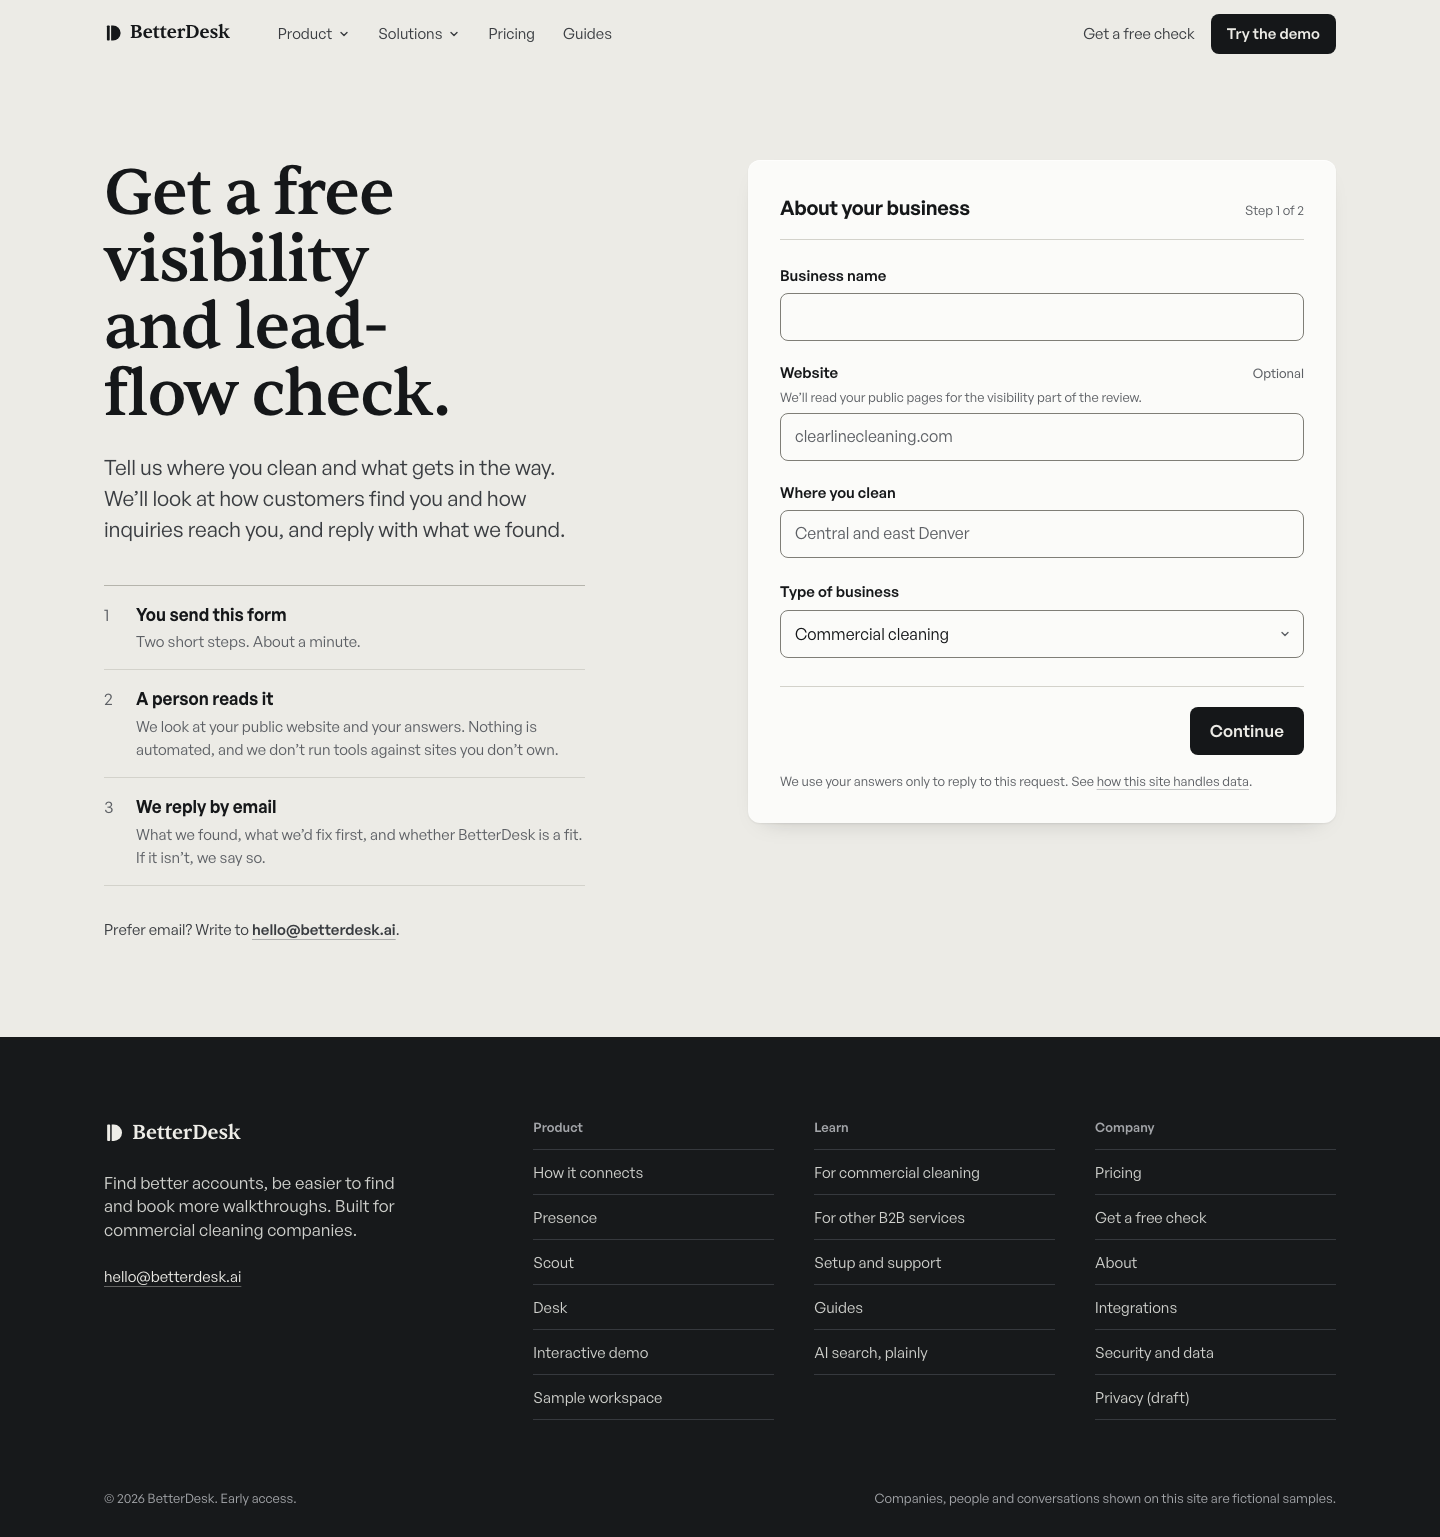 BetterDesk
Product
Solutions
Pricing
Guides
Get a free check
Try the demo
Get a free
visibility
and lead-
flow check.
Tell us where you clean and what gets in the way.
We’ll look at how customers find you and how
inquiries reach you, and reply with what we found.
1
You send this form
Two short steps. About a minute.
2
A person reads it
We look at your public website and your answers. Nothing is
automated, and we don’t run tools against sites you don’t own.
3
We reply by email
What we found, what we’d fix first, and whether BetterDesk is a fit.
If it isn’t, we say so.
Prefer email? Write to hello@betterdesk.ai.
About your business
Step 1 of 2
Business name
Website
Optional
We’ll read your public pages for the visibility part of the review.
clearlinecleaning.com
Where you clean
Central and east Denver
Type of business
Commercial cleaning
Continue
We use your answers only to reply to this request. See how this site handles data.
BetterDesk
Find better accounts, be easier to find
and book more walkthroughs. Built for
commercial cleaning companies.
hello@betterdesk.ai
Product
How it connects
Presence
Scout
Desk
Interactive demo
Sample workspace
Learn
For commercial cleaning
For other B2B services
Setup and support
Guides
AI search, plainly
Company
Pricing
Get a free check
About
Integrations
Security and data
Privacy (draft)
© 2026 BetterDesk. Early access.
Companies, people and conversations shown on this site are fictional samples.